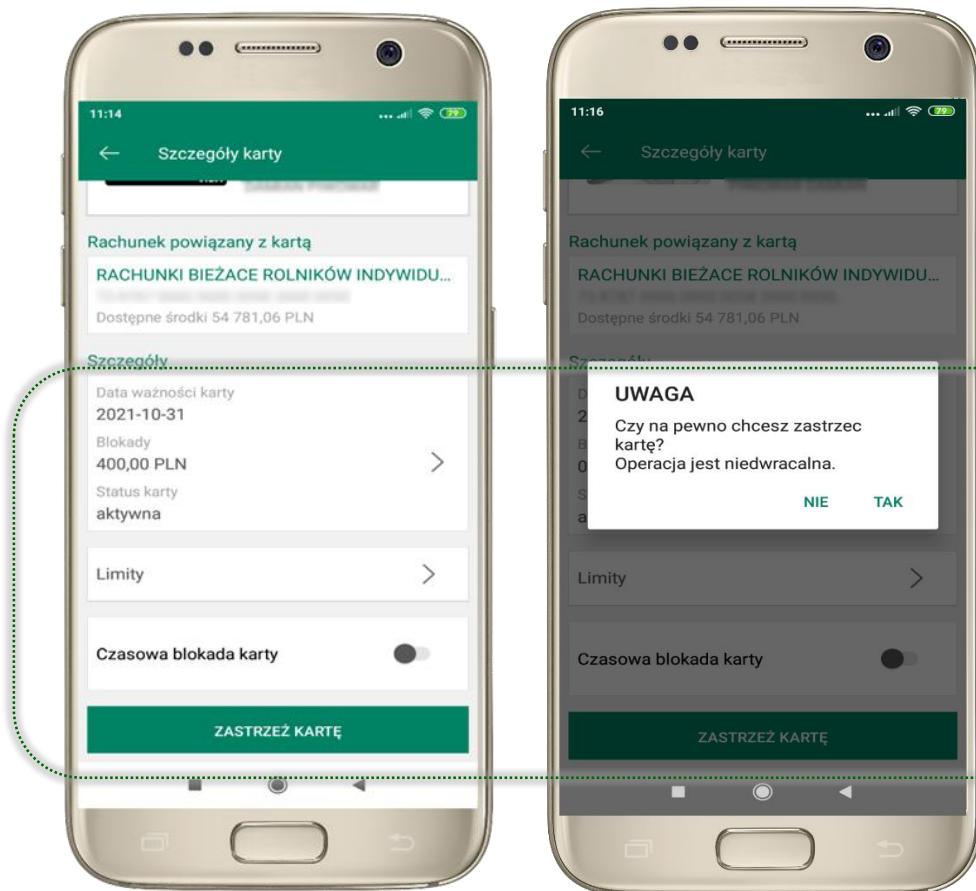 11:14
79
Szczegóły karty
Rachunek powiązany z kartą
RACHUNKI BIEŻACE ROLNIKÓW INDYWIDU...
Dostępne środki 54 781,06 PLN
Szczegóły
Data ważności karty
2021-10-31
Blokady
400,00 PLN
Status karty
aktywna
Limity
Czasowa blokada karty
ZASTRZEŻ KARTĘ
11:16
79
Szczegóły karty
Rachunek powiązany z kartą
RACHUNKI BIEŻACE ROLNIKÓW INDYWIDU...
Dostępne środki 54 781,06 PLN
Szczegóły
UWAGA
Czy na pewno chcesz zastrzec
kartę?
Operacja jest niedwracalna.
NIE TAK
Limity
Czasowa blokada karty
ZASTRZEŻ KARTĘ